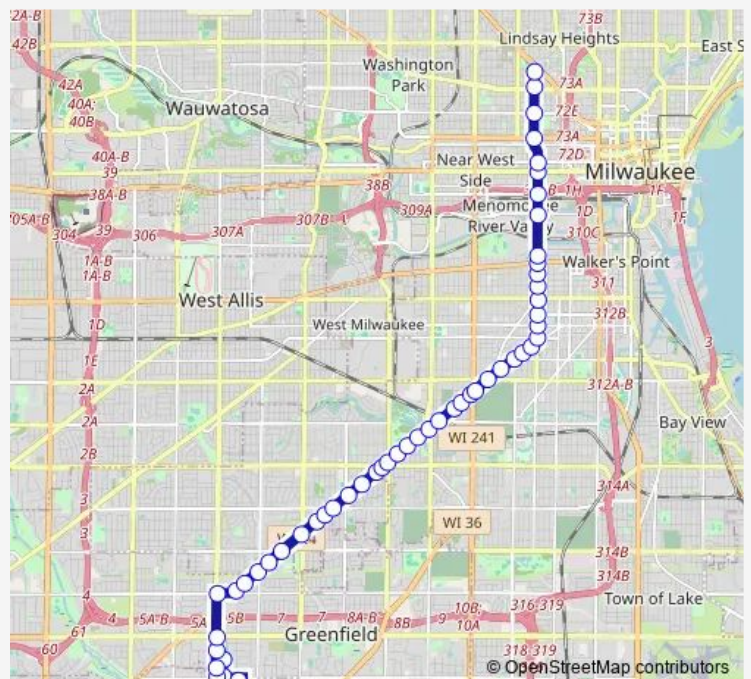 2A-B
42B
73B
Lindsay Heights
East S
Washington
Park
42A
40A;
40B
73A
Wauwatosa
72E
73A
40A-B
39
72D
Near West
Side
Milwaukee
38A-B
38B
B
1H
1F
705A-B
309A
307B
Menomo e
River Va y
1D
1F
304
39
306
307A
310C
1A-B
1A-B
Walker's Point
311
West Allis
312B
1D
West Milwaukee
3
1E
2A
312A-B
2A
Bay View
WI 241
2B
314A
3
WI 36
3
314B
314B
4
Town of Lake
4
5A-B
5A
5B
7
7
8A-B
8B
9
10B;
10A
316-319
61
Greenfield
60
318-319
© OpenStreetMap contributors